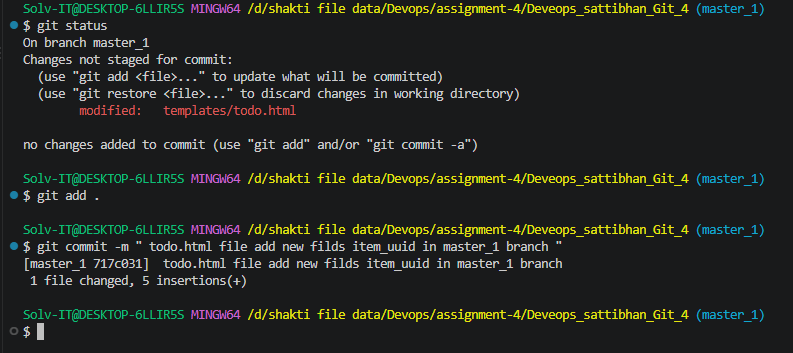 Solv-IT@DESKTOP-6LLIR5S MINGW64 /d/shakti file data/Devops/assignment-4/Deveops_sattibhan_Git_4 (master_1)
$ git status
On branch master_1
Changes not staged for commit:
  (use "git add <file>..." to update what will be committed)
  (use "git restore <file>..." to discard changes in working directory)
        modified:   templates/todo.html

no changes added to commit (use "git add" and/or "git commit -a")

Solv-IT@DESKTOP-6LLIR5S MINGW64 /d/shakti file data/Devops/assignment-4/Deveops_sattibhan_Git_4 (master_1)
$ git add .

Solv-IT@DESKTOP-6LLIR5S MINGW64 /d/shakti file data/Devops/assignment-4/Deveops_sattibhan_Git_4 (master_1)
$ git commit -m " todo.html file add new filds item_uuid in master_1 branch "
[master_1 717c031]  todo.html file add new filds item_uuid in master_1 branch
 1 file changed, 5 insertions(+)

Solv-IT@DESKTOP-6LLIR5S MINGW64 /d/shakti file data/Devops/assignment-4/Deveops_sattibhan_Git_4 (master_1)
$